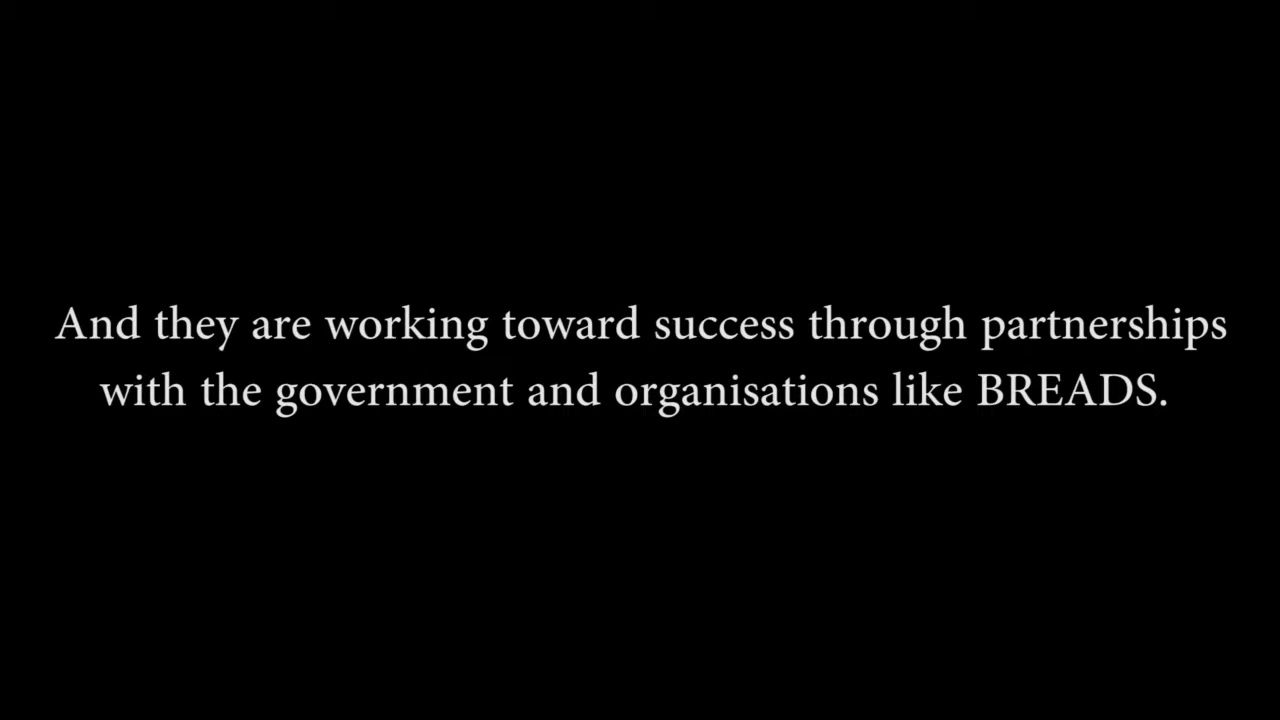 And they are working toward success through partnerships
with the government and organisations like BREADS.